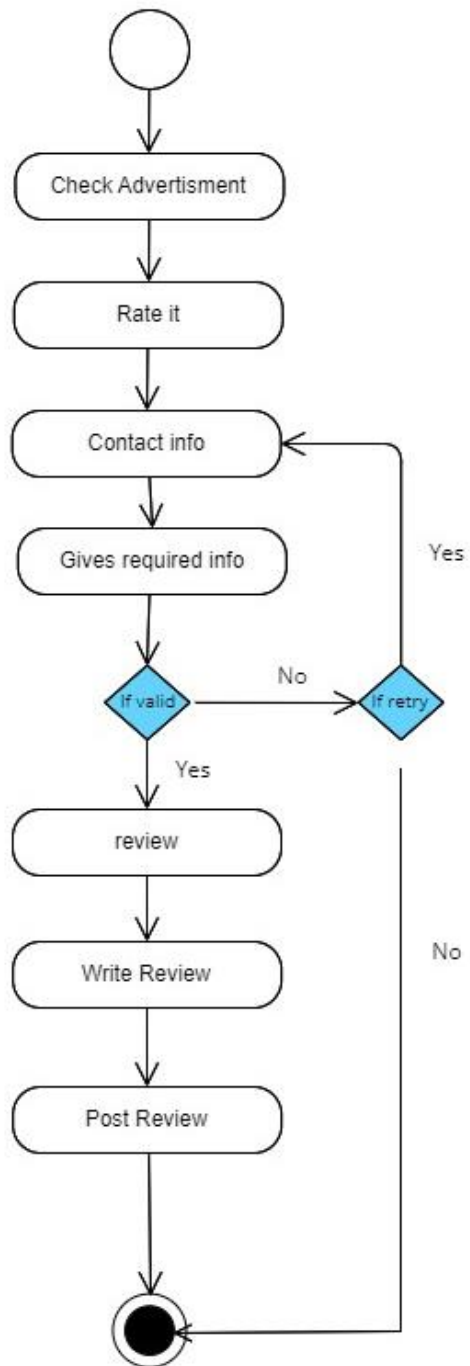 Check Advertisment
Rate it
Contact info
Gives required info
Yes
If valid
No
If retry
Yes
review
Write Review
No
Post Review